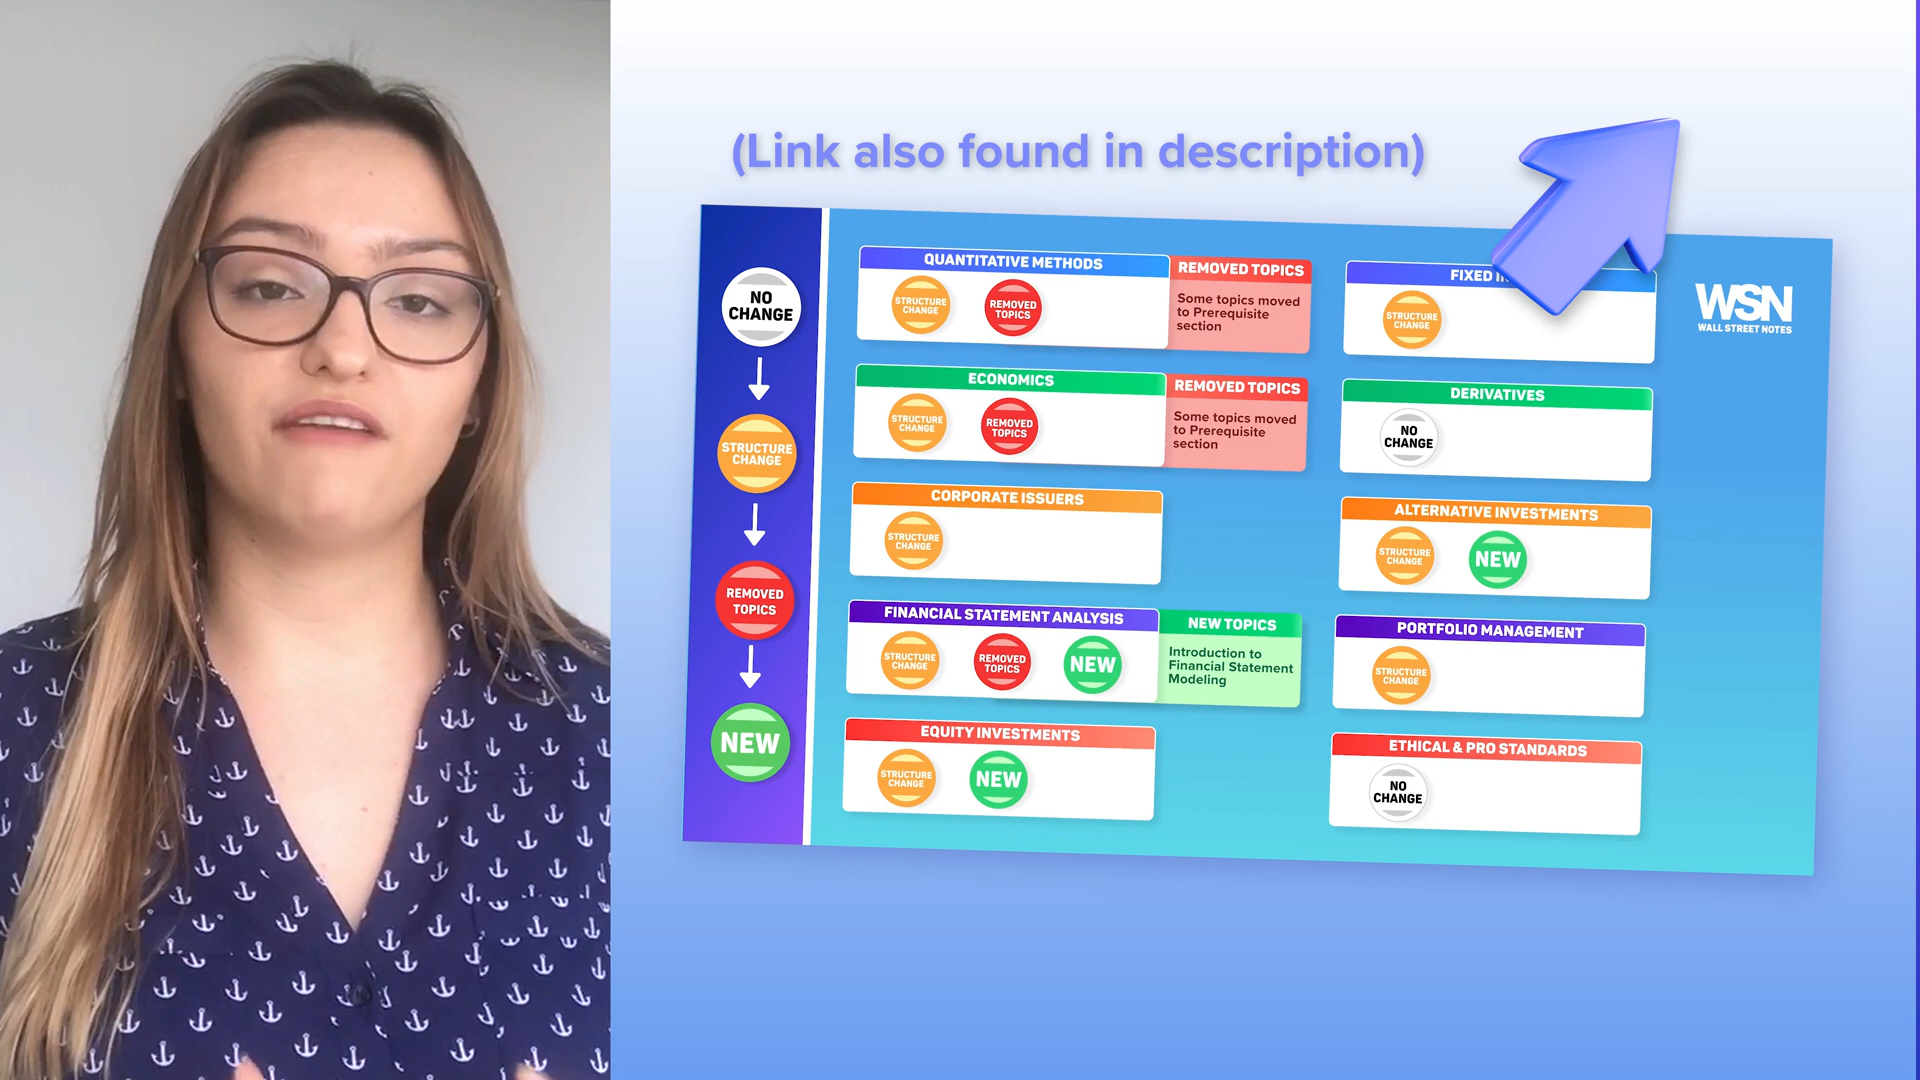 (Link also found in description)
NO
CHANGE
STRUCTURE
CHANGE
REMOVED
TOPICS
NEW
QUANTITATIVE METHODS
STRUCTURE
CHANGE
REMOVED
TOPICS
REMOVED TOPICS
Some topics moved
to Prerequisite
section
ECONOMICS
STRUCTURE
CHANGE
REMOVED
TOPICS
REMOVED TOPICS
Some topics moved
to Prerequisite
section
CORPORATE ISSUERS
STRUCTURE
CHANGE
FINANCIAL STATEMENT ANALYSIS
STRUCTURE
CHANGE
REMOVED
TOPICS
NEW
NEW TOPICS
Introduction to
Financial Statement
Modeling
EQUITY INVESTMENTS
STRUCTURE
CHANGE
NEW
FIXED
STRUCTURE
CHANGE
DERIVATIVES
NO
CHANGE
ALTERNATIVE INVESTMENTS
STRUCTURE
CHANGE
NEW
PORTFOLIO MANAGEMENT
STRUCTURE
CHANGE
ETHICAL & PRO STANDARDS
NO
CHANGE
WSN
WALL STREET NOTES